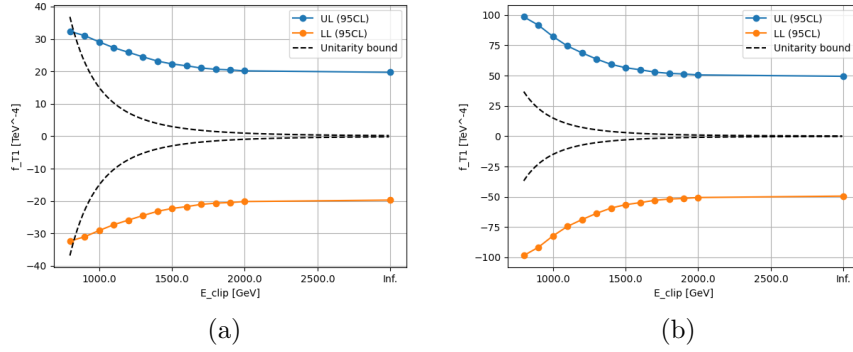 40
30
20
10
0
−10
−20
−30
−40
f_T1 [TeV^-4]
UL (95CL)
LL (95CL)
Unitarity bound
1000.0
1500.0
2000.0
2500.0
Inf.
E_clip [GeV]
(a)
100
75
50
25
0
−25
−50
−75
−100
f_T1 [TeV^-4]
UL (95CL)
LL (95CL)
Unitarity bound
1000.0
1500.0
2000.0
2500.0
Inf.
E_clip [GeV]
(b)